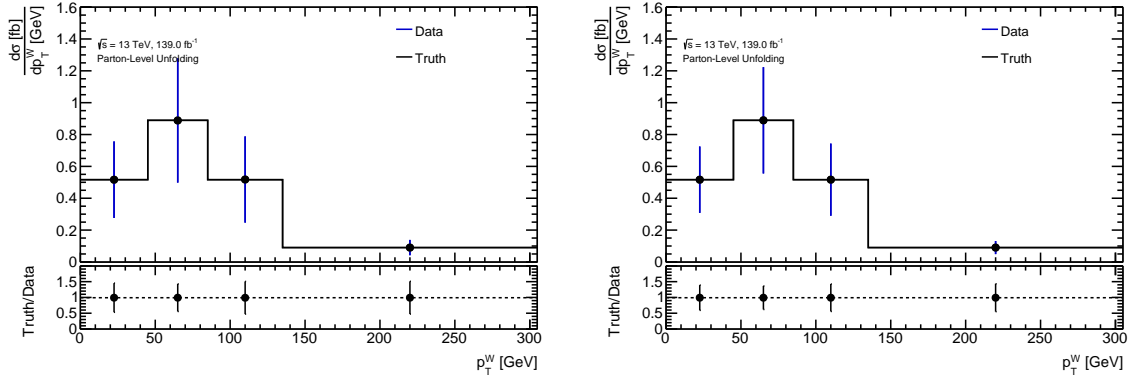 dσ [fb]
dp_T^W [GeV]
1.6
1.4
1.2
1
0.8
0.6
0.4
0.2
0
√s = 13 TeV, 139.0 fb⁻¹
Parton-Level Unfolding
Data
Truth
Truth/Data
1.5
1
0.5
0
0 50 100 150 200 250 300
p_T^W [GeV]
dσ [fb]
dp_T^W [GeV]
1.6
1.4
1.2
1
0.8
0.6
0.4
0.2
0
√s = 13 TeV, 139.0 fb⁻¹
Parton-Level Unfolding
Data
Truth
Truth/Data
1.5
1
0.5
0
0 50 100 150 200 250 300
p_T^W [GeV]